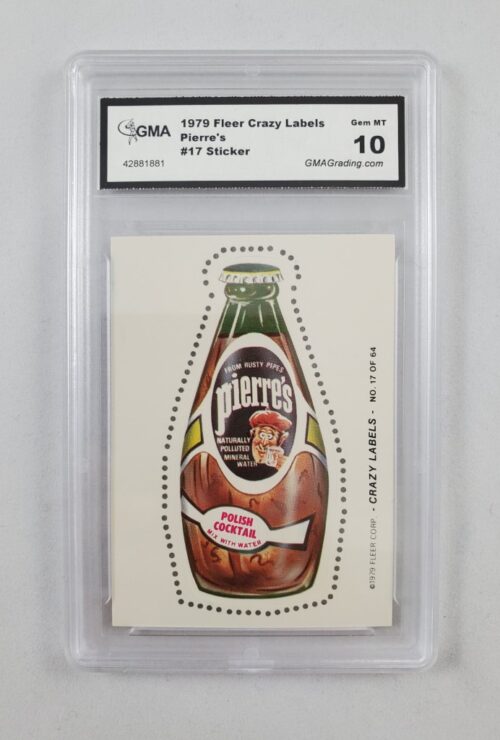 GMA
1979 Fleer Crazy Labels
Pierre's
#17 Sticker
42881881
Gem MT
10
GMAGrading.com
FROM RUSTY PIPES
pierre's
NATURALLY
POLLUTED
MINERAL
WATER
POLISH
COCKTAIL
MIX WITH WATER
©1979 FLEER CORP. - CRAZY LABELS - NO. 17 OF 64